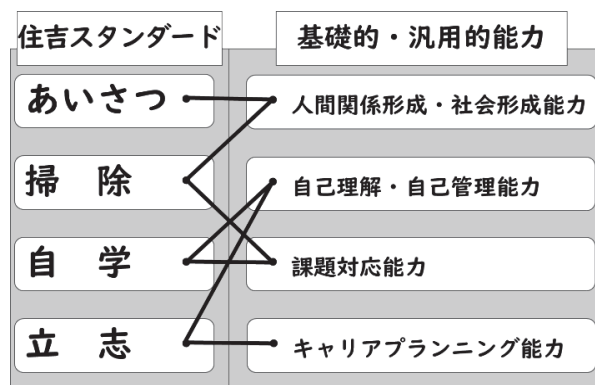 住吉スタンダード
基礎的・汎用的能力
あいさつ
人間関係形成・社会形成能力
掃　除
自己理解・自己管理能力
自　学
課題対応能力
立　志
キャリアプランニング能力